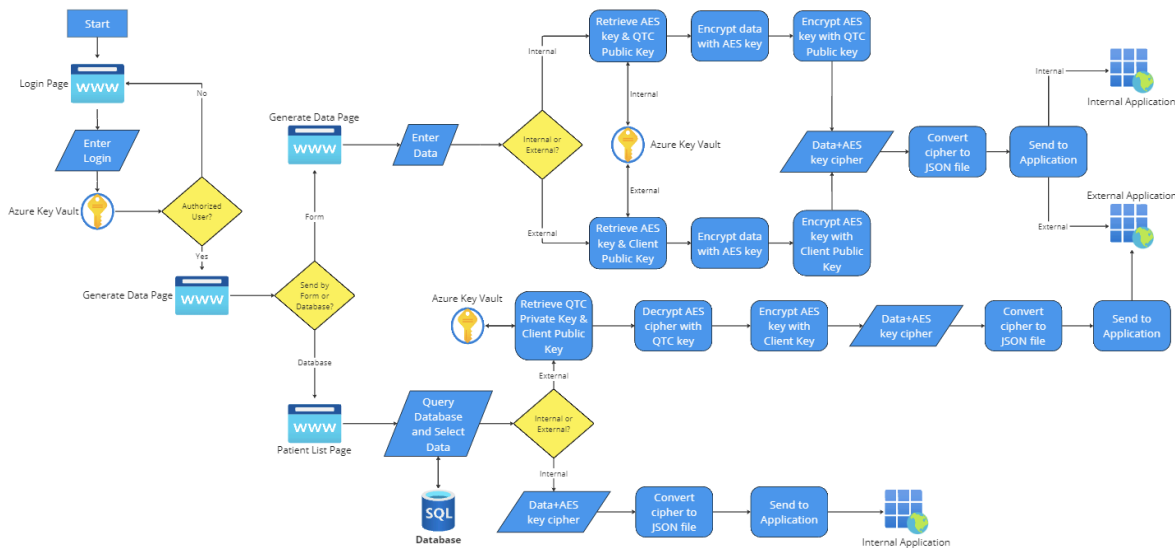 Start
Login Page
www
No
Enter
Login
Azure Key Vault
Authorized
User?
Yes
Generate Data Page
www
Send by
Form or
Database?
Form
Generate Data Page
www
Enter
Data
Internal or
External?
Internal
Retrieve AES
key & QTC
Public Key
Encrypt data
with AES key
Encrypt AES
key with QTC
Public key
Internal
Azure Key Vault
External
External
Retrieve AES
key & Client
Public Key
Encrypt data
with AES key
Encrypt AES
key with
Client Public
Key
Data+AES
key cipher
Convert
cipher to
JSON file
Send to
Application
Internal
Internal Application
External
External Application
Database
www
Patient List Page
Query
Database
and Select
Data
SQL
Database
Internal or
External?
External
Azure Key Vault
Retrieve QTC
Private Key &
Client Public
Key
Decrypt AES
cipher with
QTC key
Encrypt AES
key with
Client Key
Data+AES
key cipher
Convert
cipher to
JSON file
Send to
Application
Internal
Data+AES
key cipher
Convert
cipher to
JSON file
Send to
Application
Internal Application